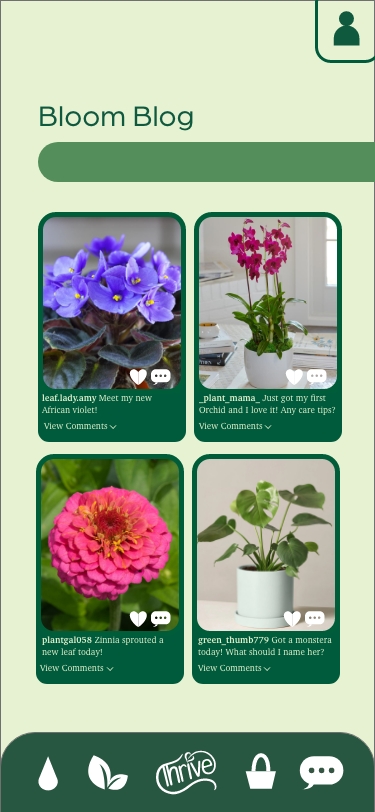 Bloom Blog
leaf.lady.amy Meet my new
African violet!
View Comments
_plant_mama_ Just got my first
Orchid and I love it! Any care tips?
View Comments
plantgal058 Zinnia sprouted a
new leaf today!
View Comments
green_thumb779 Got a monstera
today! What should I name her?
View Comments
Thrive